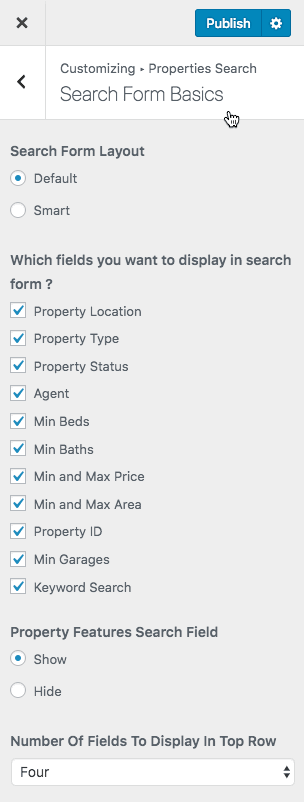 Publish
Customizing ▸ Properties Search
Search Form Basics
Search Form Layout
Default
Smart
Which fields you want to display in search
form ?
Property Location
Property Type
Property Status
Agent
Min Beds
Min Baths
Min and Max Price
Min and Max Area
Property ID
Min Garages
Keyword Search
Property Features Search Field
Show
Hide
Number Of Fields To Display In Top Row
Four